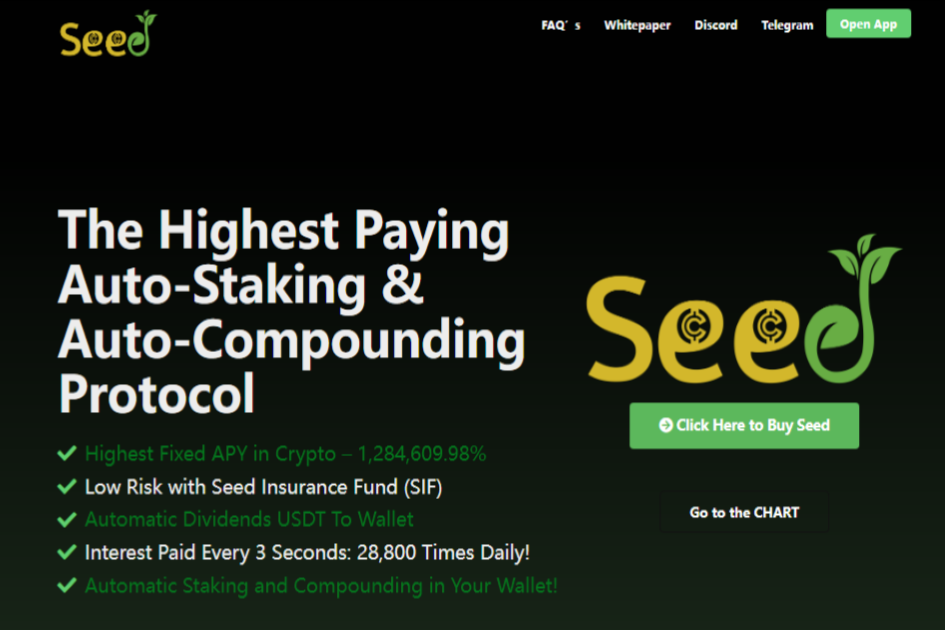 Seed
FAQ´ s Whitepaper Discord Telegram Open App
The Highest Paying
Auto-Staking &
Auto-Compounding
Protocol
Highest Fixed APY in Crypto – 1,284,609.98%
Low Risk with Seed Insurance Fund (SIF)
Automatic Dividends USDT To Wallet
Interest Paid Every 3 Seconds: 28,800 Times Daily!
Automatic Staking and Compounding in Your Wallet!
Seed
Click Here to Buy Seed
Go to the CHART